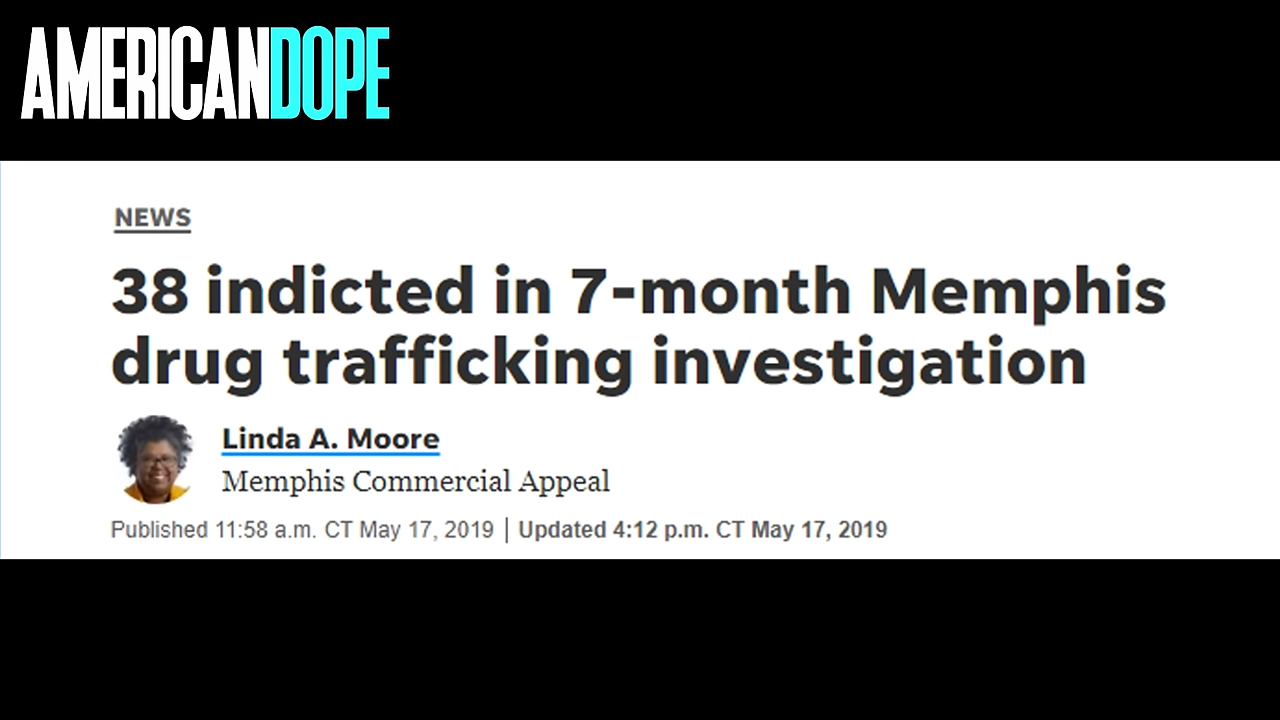 AMERICANDOPE
NEWS
38 indicted in 7-month Memphis
drug trafficking investigation
Linda A. Moore
Memphis Commercial Appeal
Published 11:58 a.m. CT May 17, 2019 | Updated 4:12 p.m. CT May 17, 2019